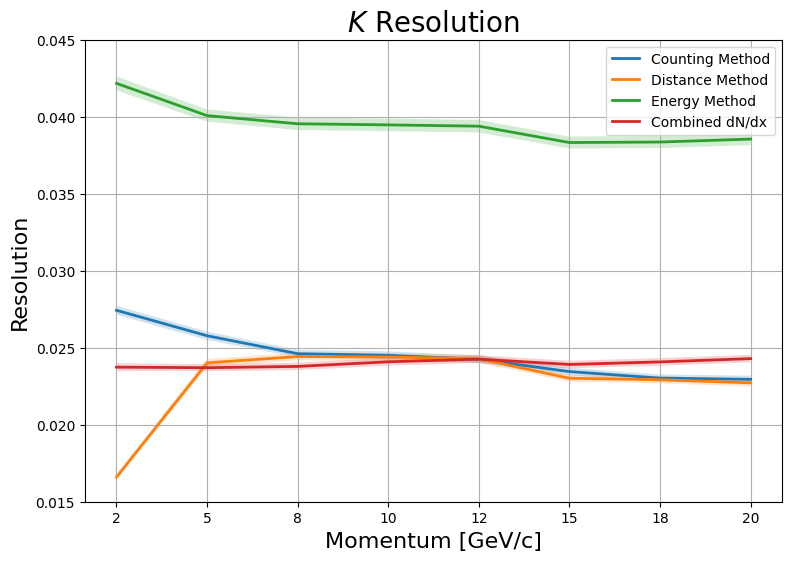 K Resolution
Counting Method
Distance Method
Energy Method
Combined dN/dx
Resolution
0.045
0.040
0.035
0.030
0.025
0.020
0.015
2 5 8 10 12 15 18 20
Momentum [GeV/c]